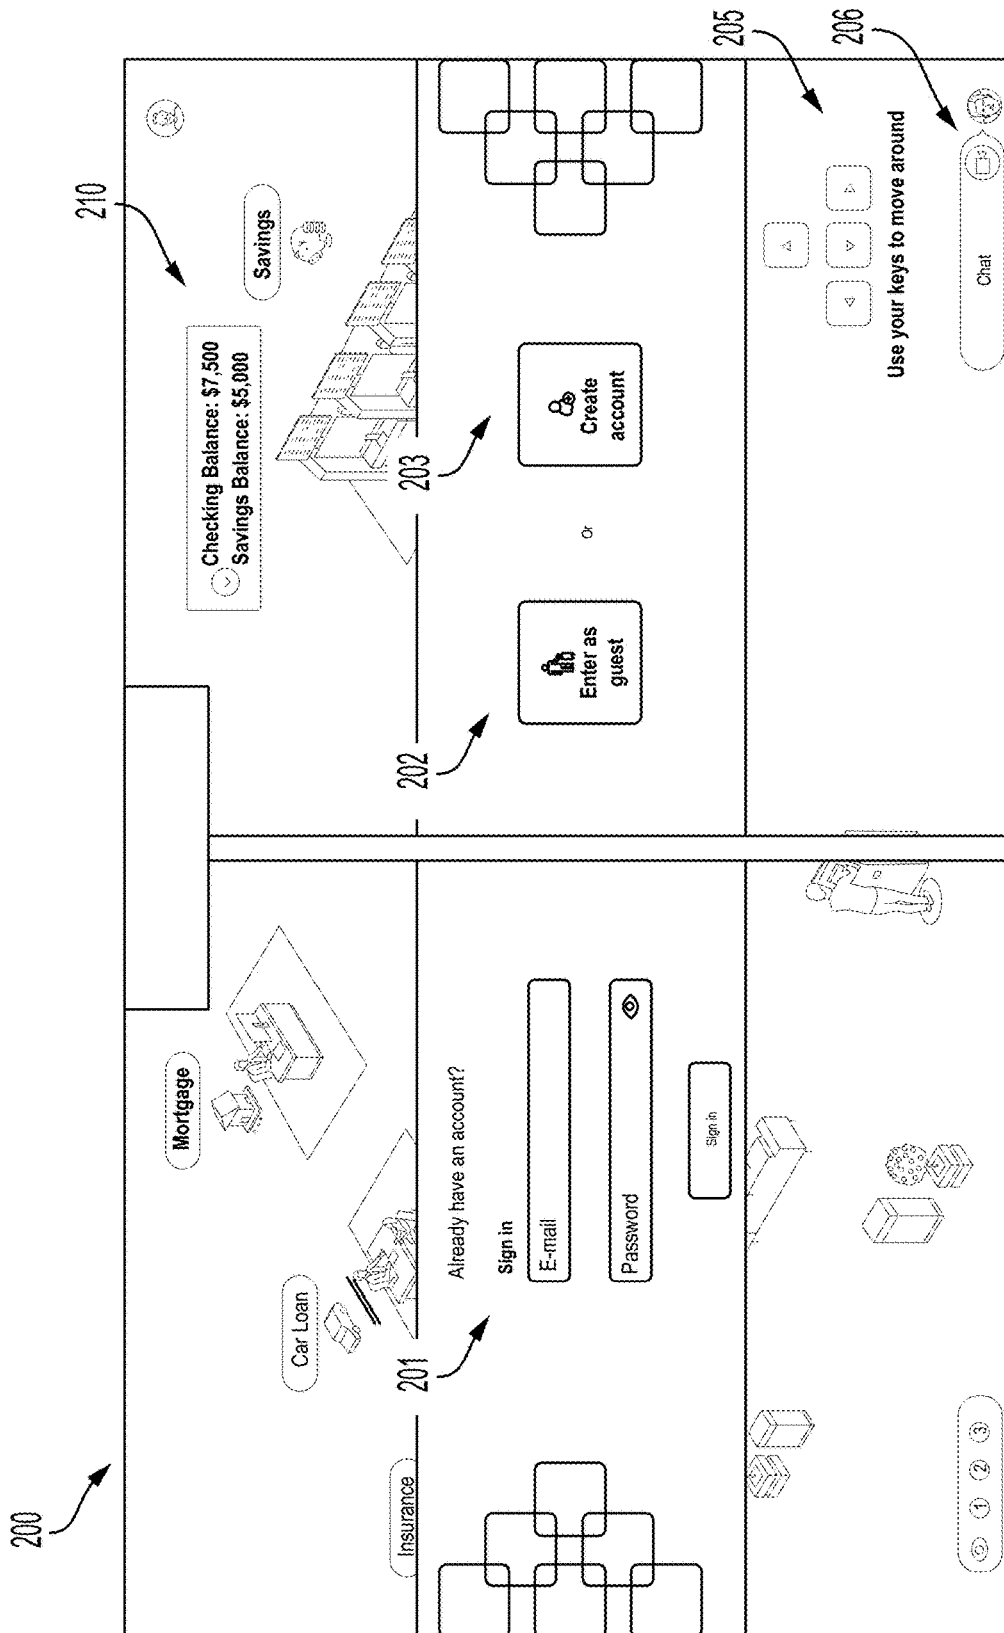 200
210
Mortgage
Car Loan
Insurance
Checking Balance: $7,500
Savings Balance: $5,000
Savings
201
202
203
Already have an account?
Sign in
E-mail
Password
Sign in
Enter as
guest
Or
Create
account
205
Use your keys to move around
206
1 2 3
Chat